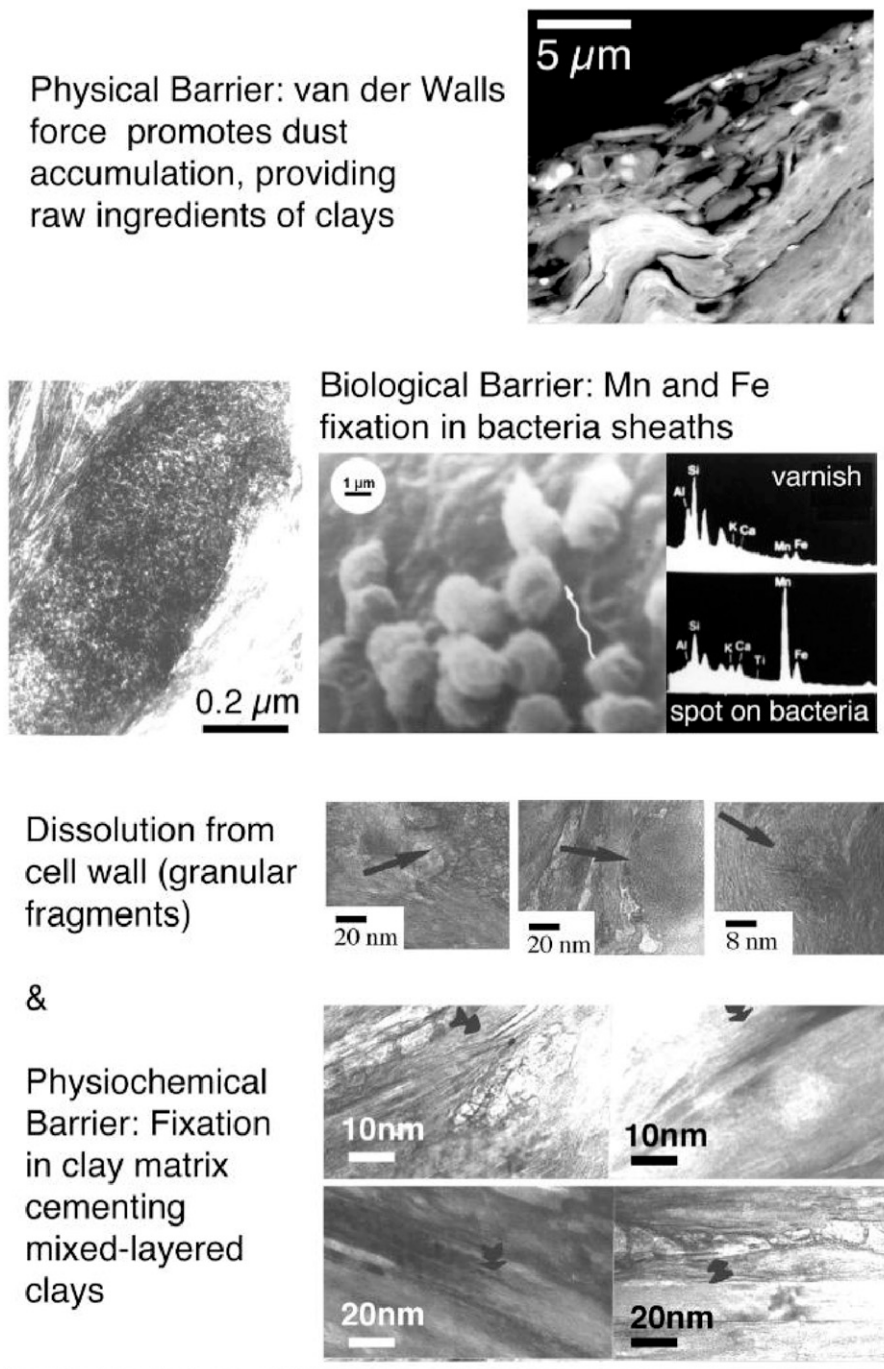 Physical Barrier: van der Walls
force promotes dust
accumulation, providing
raw ingredients of clays
5 µm
Biological Barrier: Mn and Fe
fixation in bacteria sheaths
0.2 µm
1 µm
varnish
Si
Al
K
Ca
Mn
Fe
Mn
Si
Al
K
Ca
Ti
Fe
spot on bacteria
Dissolution from
cell wall (granular
fragments)
20 nm
20 nm
8 nm
&
Physiochemical
Barrier: Fixation
in clay matrix
cementing
mixed-layered
clays
10nm
10nm
20nm
20nm